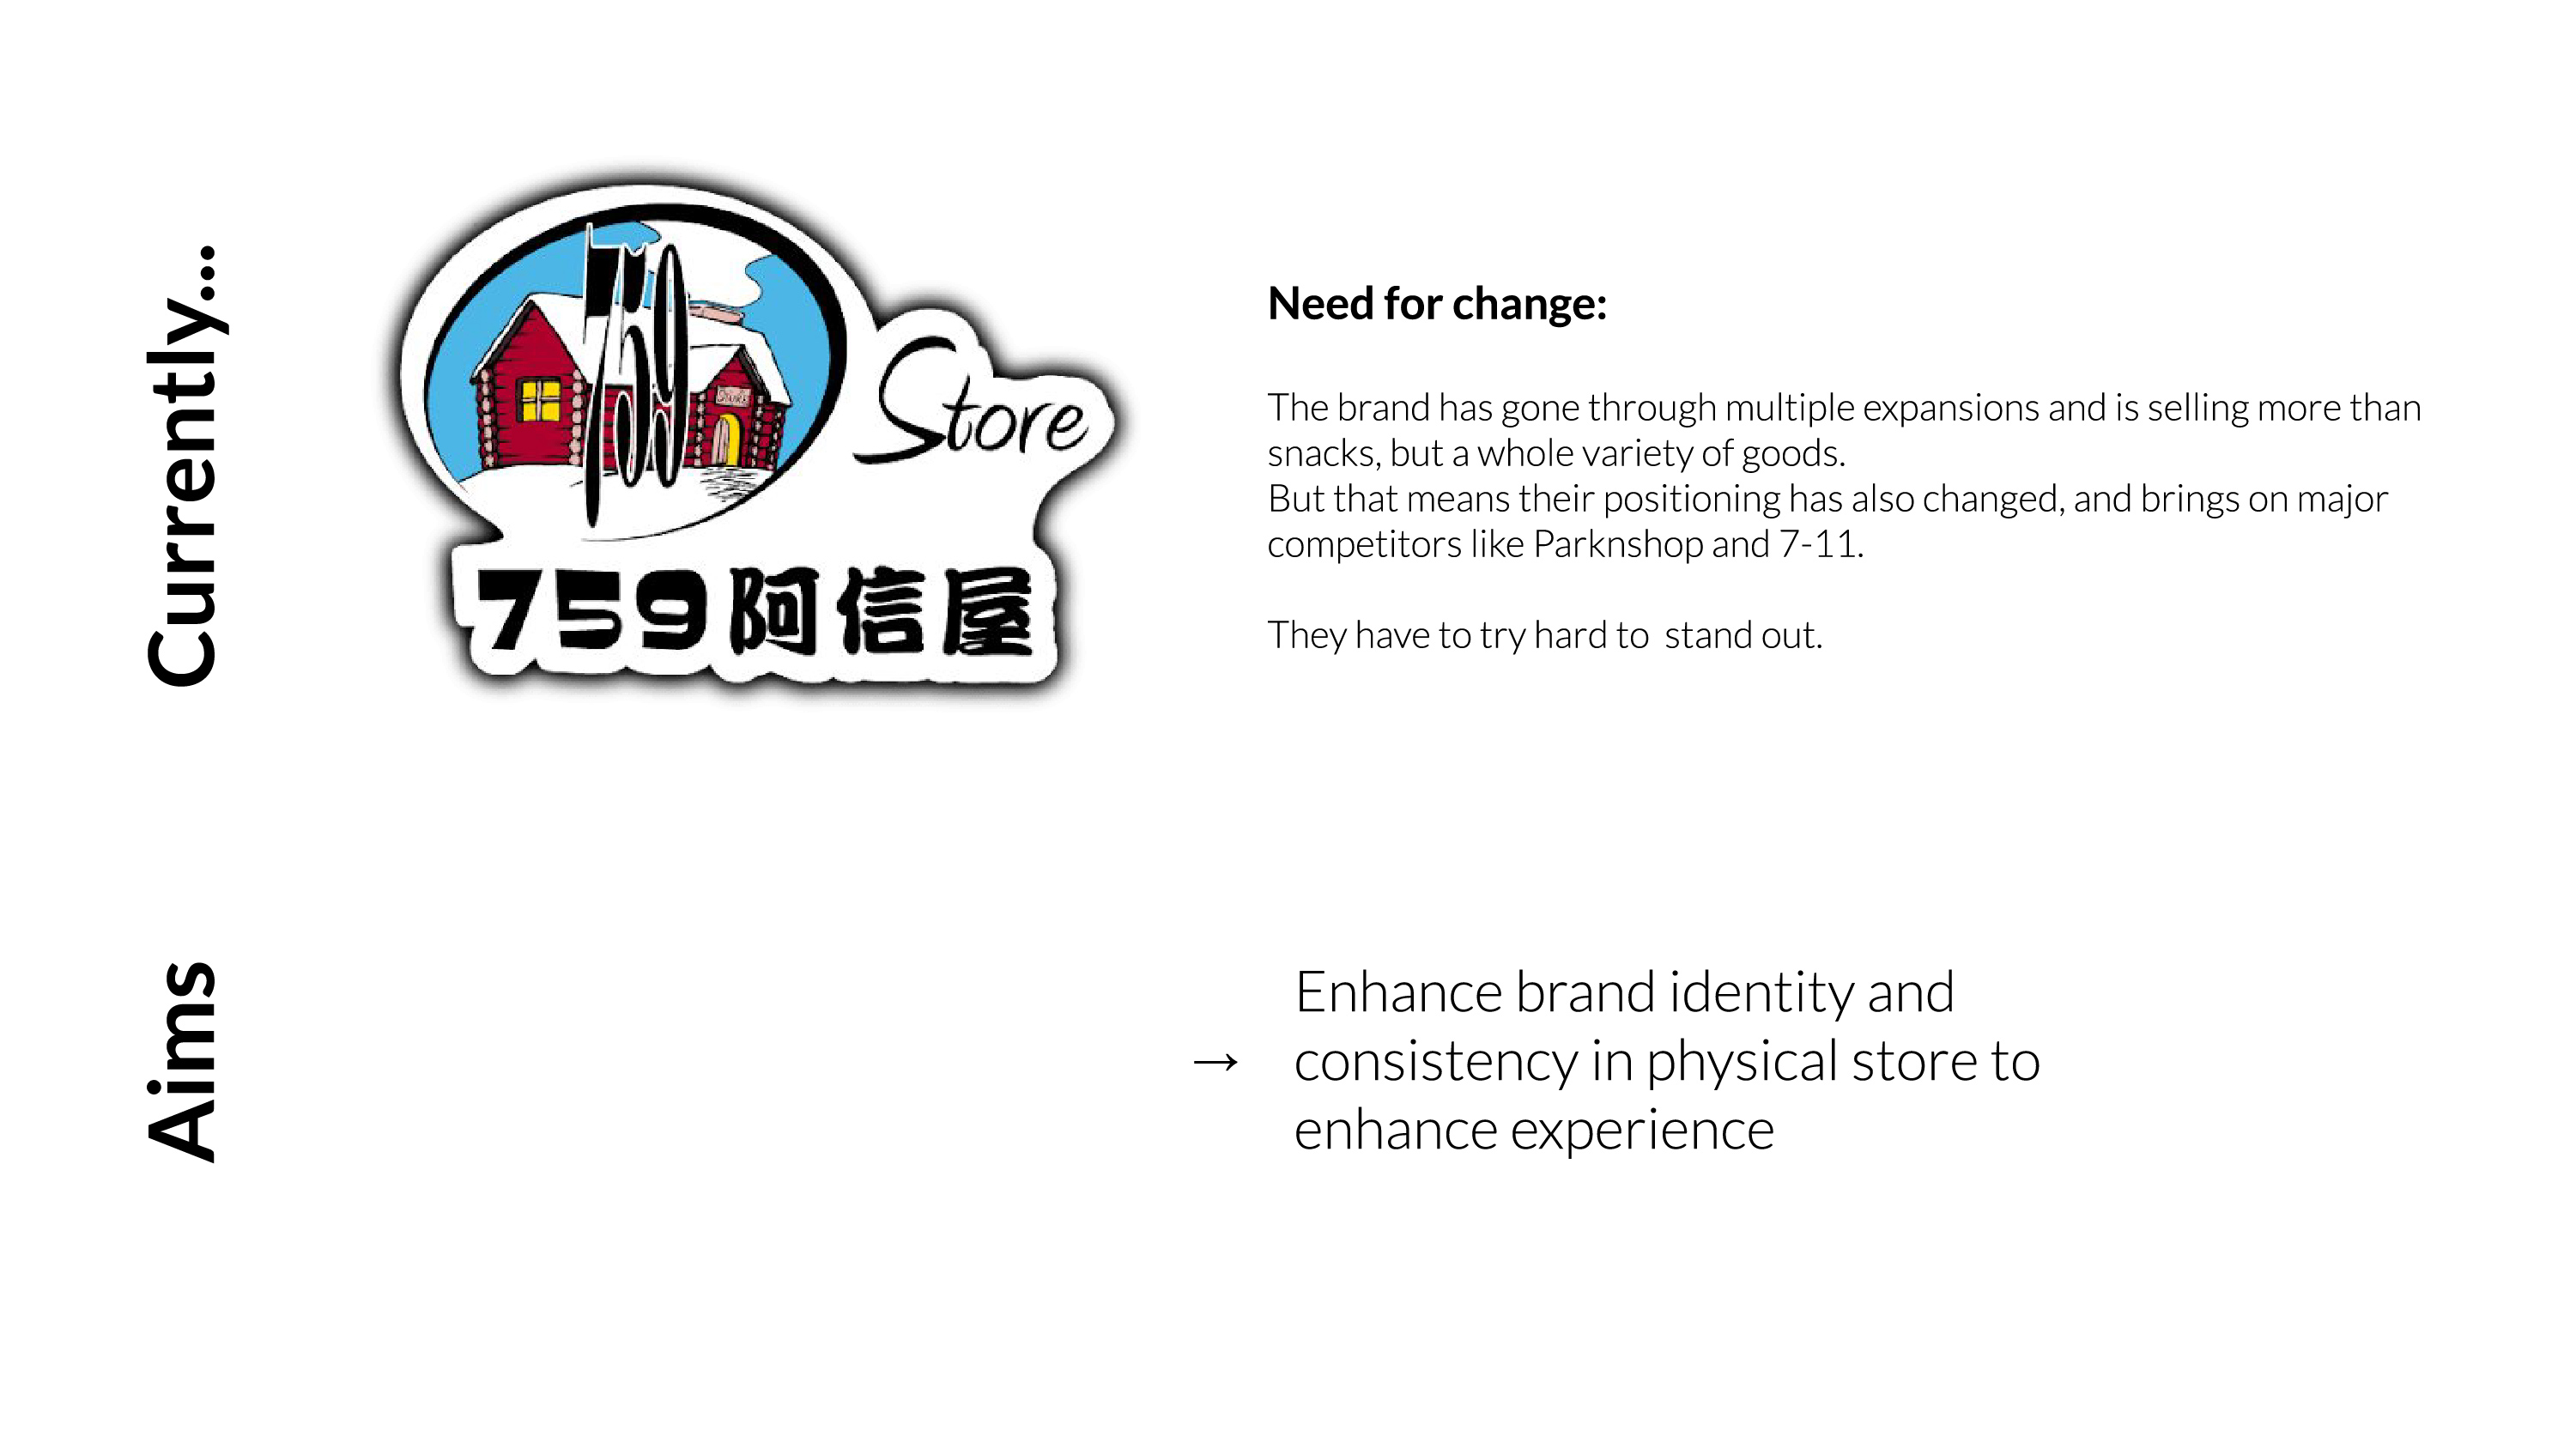 Currently...
759
Store
Store
759阿信屋
Need for change:
The brand has gone through multiple expansions and is selling more than
snacks, but a whole variety of goods.
But that means their positioning has also changed, and brings on major
competitors like Parknshop and 7-11.
They have to try hard to  stand out.
Aims
Enhance brand identity and
→ consistency in physical store to
enhance experience